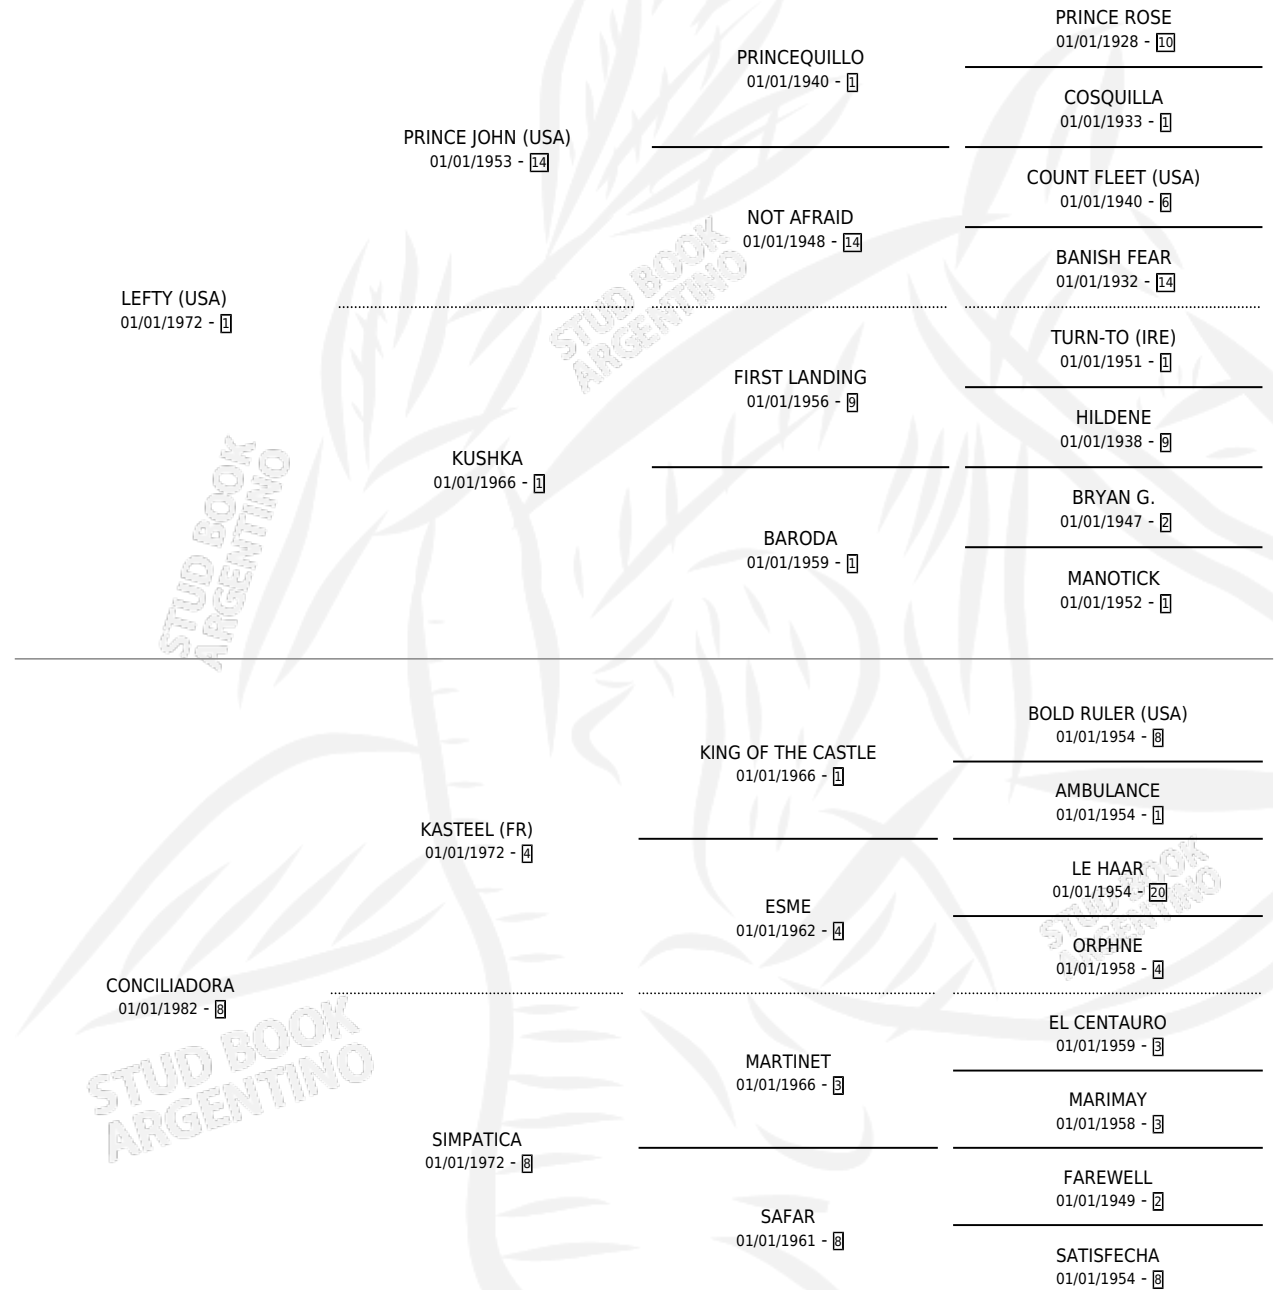 PRINCE ROSE
01/01/1928 - 10
PRINCEQUILLO
01/01/1940 - 1
COSQUILLA
01/01/1933 - 1
PRINCE JOHN (USA)
01/01/1953 - 14
COUNT FLEET (USA)
01/01/1940 - 6
NOT AFRAID
01/01/1948 - 14
BANISH FEAR
01/01/1932 - 14
LEFTY (USA)
01/01/1972 - 1
TURN-TO (IRE)
01/01/1951 - 1
FIRST LANDING
01/01/1956 - 9
HILDENE
01/01/1938 - 9
KUSHKA
01/01/1966 - 1
BRYAN G.
01/01/1947 - 2
BARODA
01/01/1959 - 1
MANOTICK
01/01/1952 - 1
STUD BOOK
ARGENTINO
STUD BOOK
ARGENTINO
BOLD RULER (USA)
01/01/1954 - 8
KING OF THE CASTLE
01/01/1966 - 1
AMBULANCE
01/01/1954 - 1
KASTEEL (FR)
01/01/1972 - 4
LE HAAR
01/01/1954 - 20
ESME
01/01/1962 - 4
ORPHNE
01/01/1958 - 4
STUD BOOK
ARGENTINO
CONCILIADORA
01/01/1982 - 8
EL CENTAURO
01/01/1959 - 3
MARTINET
01/01/1966 - 3
MARIMAY
01/01/1958 - 3
SIMPATICA
01/01/1972 - 8
FAREWELL
01/01/1949 - 2
SAFAR
01/01/1961 - 8
SATISFECHA
01/01/1954 - 8
STUD BOOK
ARGENTINO